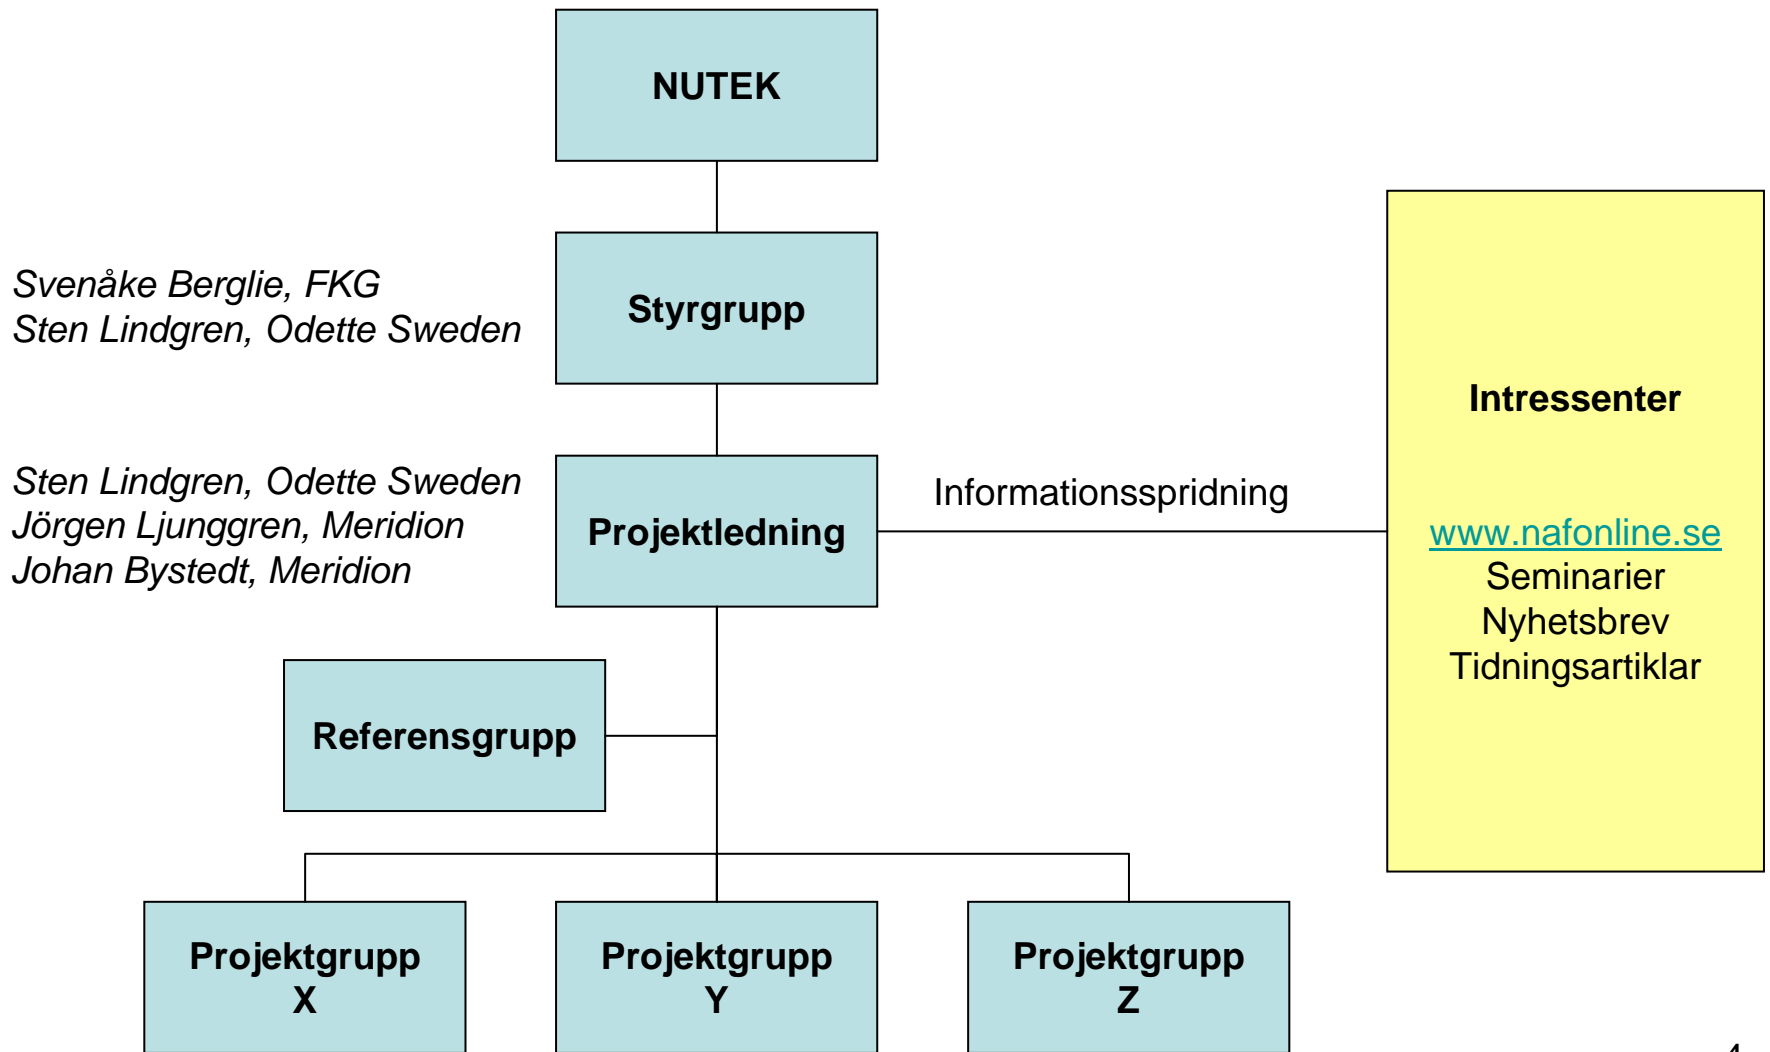 NUTEK
Svenåke Berglie, FKG
Sten Lindgren, Odette Sweden
Styrgrupp
Sten Lindgren, Odette Sweden
Jörgen Ljunggren, Meridion
Johan Bystedt, Meridion
Projektledning
Informationsspridning
Intressenter
www.nafonline.se
Seminarier
Nyhetsbrev
Tidningsartiklar
Referensgrupp
Projektgrupp
X
Projektgrupp
Y
Projektgrupp
Z
4